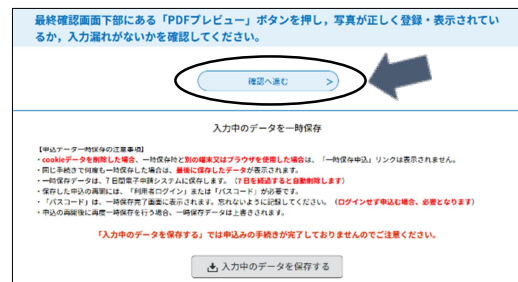 最終確認画面下部にある「PDFプレビュー」ボタンを押し，写真が正しく登録・表示されてい
るか，入力漏れがないかを確認してください。
確認へ進む >
入力中のデータを一時保存
【申込データ一時保存の注意事項】
・cookieデータを削除した場合、一時保存時と別の端末又はブラウザを使用した場合は、「一時保存申込」リンクは表示されません。
・同じ手続きで何度も一時保存した場合は、最後に保存したデータが表示されます。
・一時保存データは、7日間電子申請システムに保存します。（7日を経過すると自動削除します）
・保存した申込の再開には、「利用者ログイン」または「パスコード」が必要です。
・「パスコード」は、一時保存完了画面に表示されます。忘れないように記録してください。（ログインせず申込む場合、必要となります）
・申込の再開後に再度一時保存を行う場合、一時保存データは上書きされます。
「入力中のデータを保存する」では申込みの手続きが完了しておりませんのでご注意ください。
入力中のデータを保存する